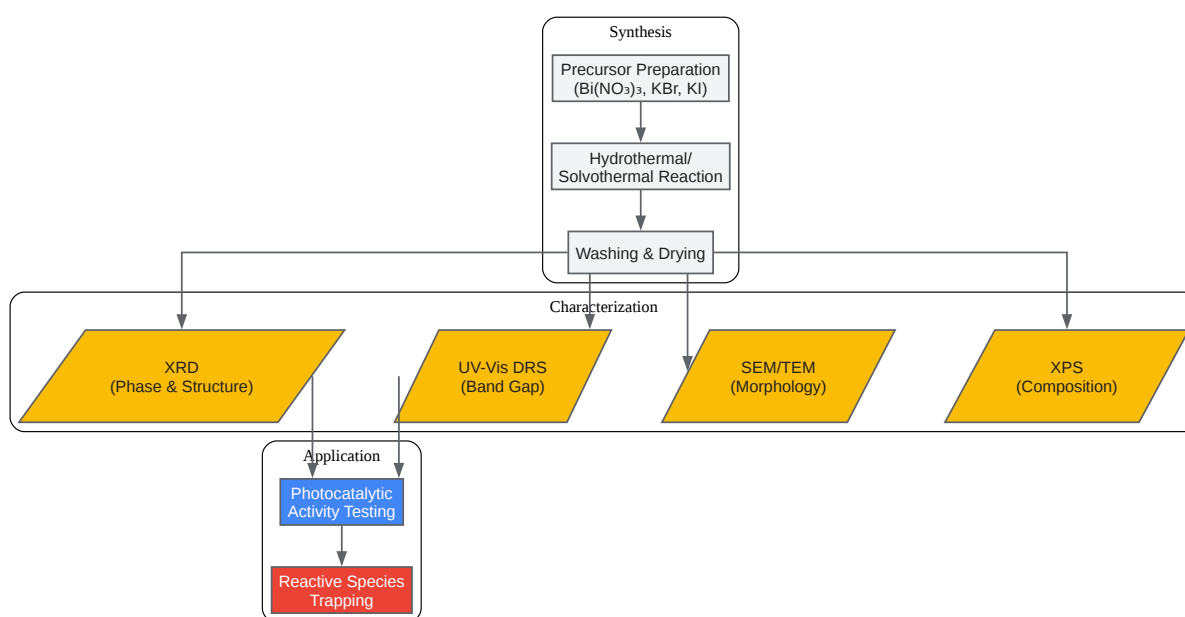 Synthesis
Precursor Preparation
(Bi(NO₃)₃, KBr, KI)
Hydrothermal/
Solvothermal Reaction
Washing & Drying
Characterization
XRD
(Phase & Structure)
UV-Vis DRS
(Band Gap)
SEM/TEM
(Morphology)
XPS
(Composition)
Application
Photocatalytic
Activity Testing
Reactive Species
Trapping